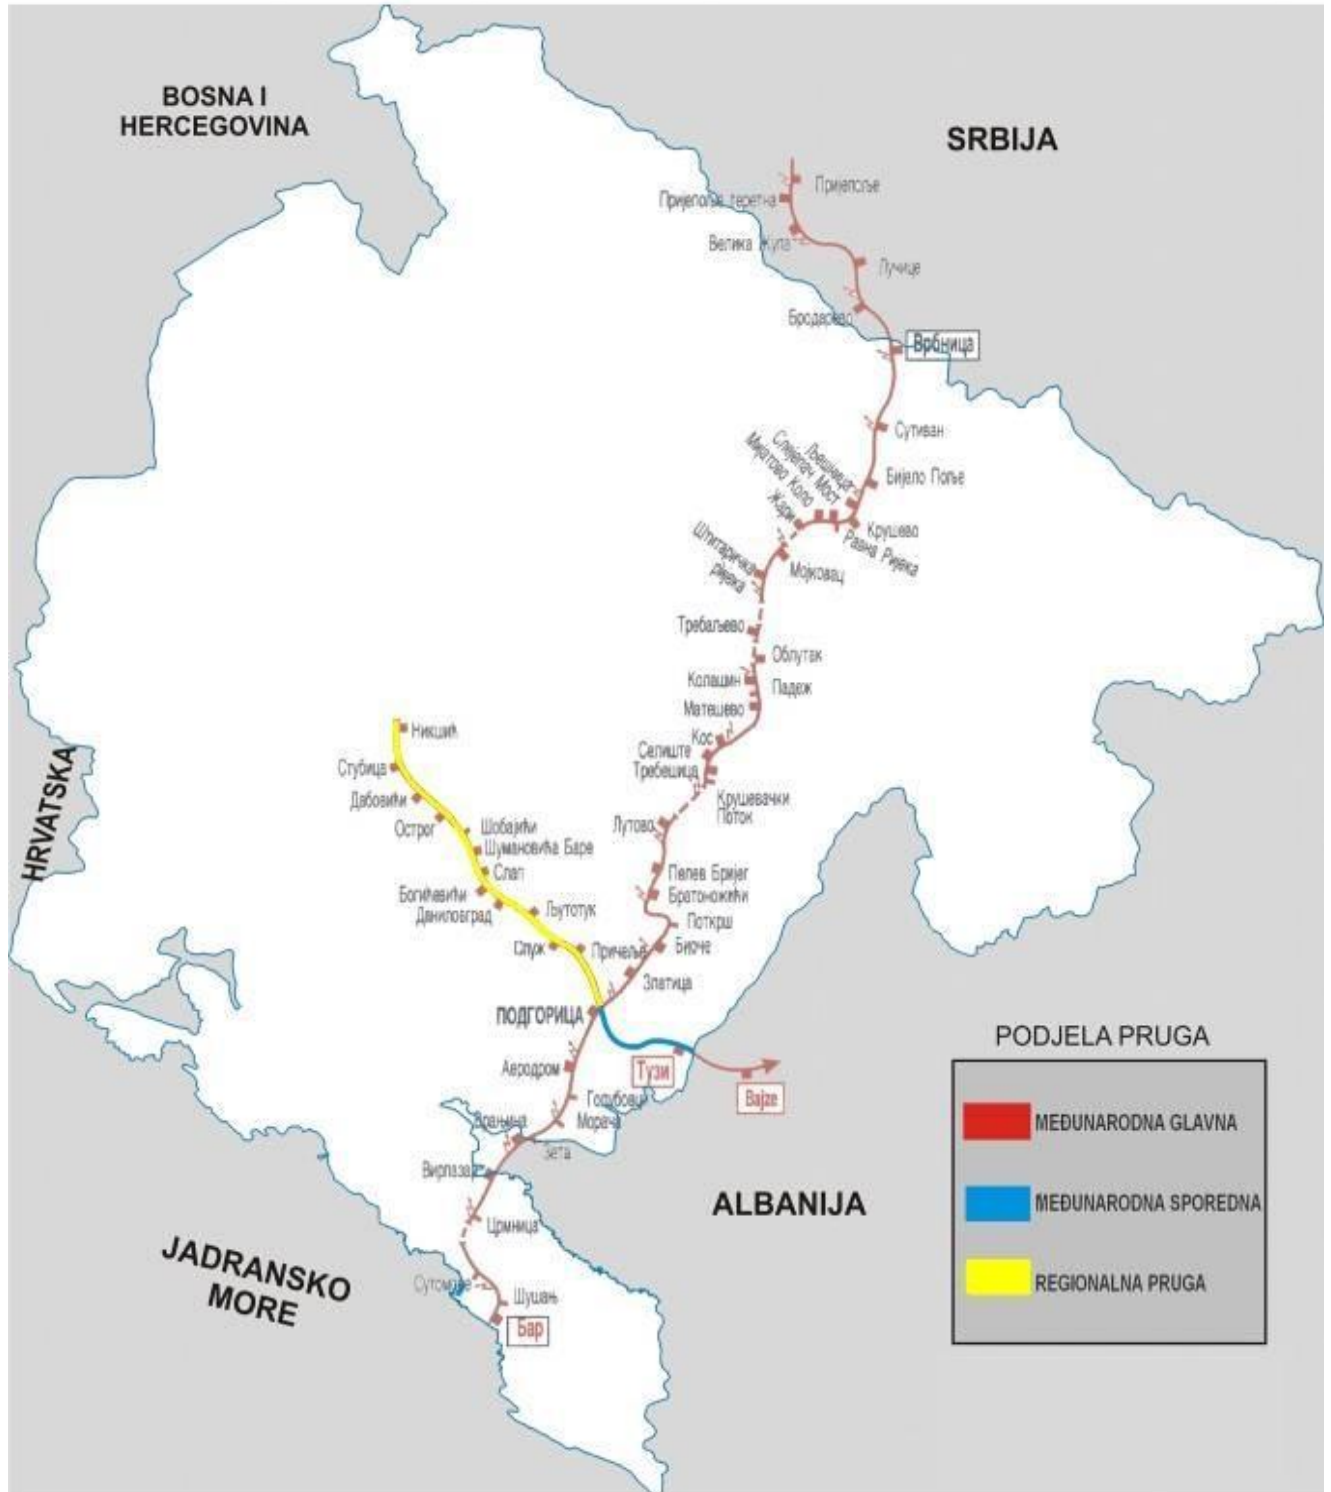 BOSNA I
HERCEGOVINA
SRBIJA
Пријепоље
Пријепоље теретна
Велика Жупа
Лучице
Бродарево
Врбница
Сутиван
Бијело Поље
Љешница
Слијепач Мост
Мијатово Коло
Жари
Крушево
Равна Ријека
Мојковац
Штитаричка
ријека
Требаљево
Облутак
Колашин
Падеж
Матешево
Кос
Селиште
Требешица
Крушевачки
Поток
Лутово
Пелев Бријег
Братоножићи
Поткрш
Биоче
Златица
Никшић
Стубица
Дабовићи
Острог
Шобајићи
Шумановића Баре
Слап
Богићевићи
Даниловград
Љутотук
Спуж
Причеље
HRVATSKA
ПОДГОРИЦА
Аеродром
Тузи
Bajze
Голубовци
Морача
Врањина
Зета
Вирпазар
Црмница
Сутоморе
Шушањ
Бар
ALBANIJA
JADRANSKO
MORE
PODJELA PRUGA
MEĐUNARODNA GLAVNA
MEĐUNARODNA SPOREDNA
REGIONALNA PRUGA